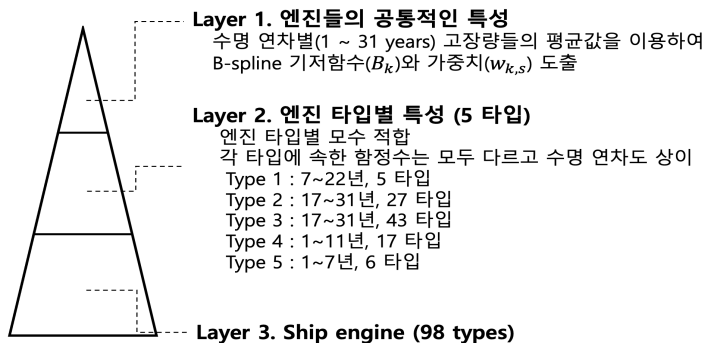 Layer 1. 엔진들의 공통적인 특성
수명 연차별(1 ~ 31 years) 고장량들의 평균값을 이용하여
B-spline 기저함수(B_k)와 가중치(w_{k,s}) 도출
Layer 2. 엔진 타입별 특성 (5 타입)
엔진 타입별 모수 적합
각 타입에 속한 함정수는 모두 다르고 수명 연차도 상이
Type 1 : 7~22년, 5 타입
Type 2 : 17~31년, 27 타입
Type 3 : 17~31년, 43 타입
Type 4 : 1~11년, 17 타입
Type 5 : 1~7년, 6 타입
Layer 3. Ship engine (98 types)